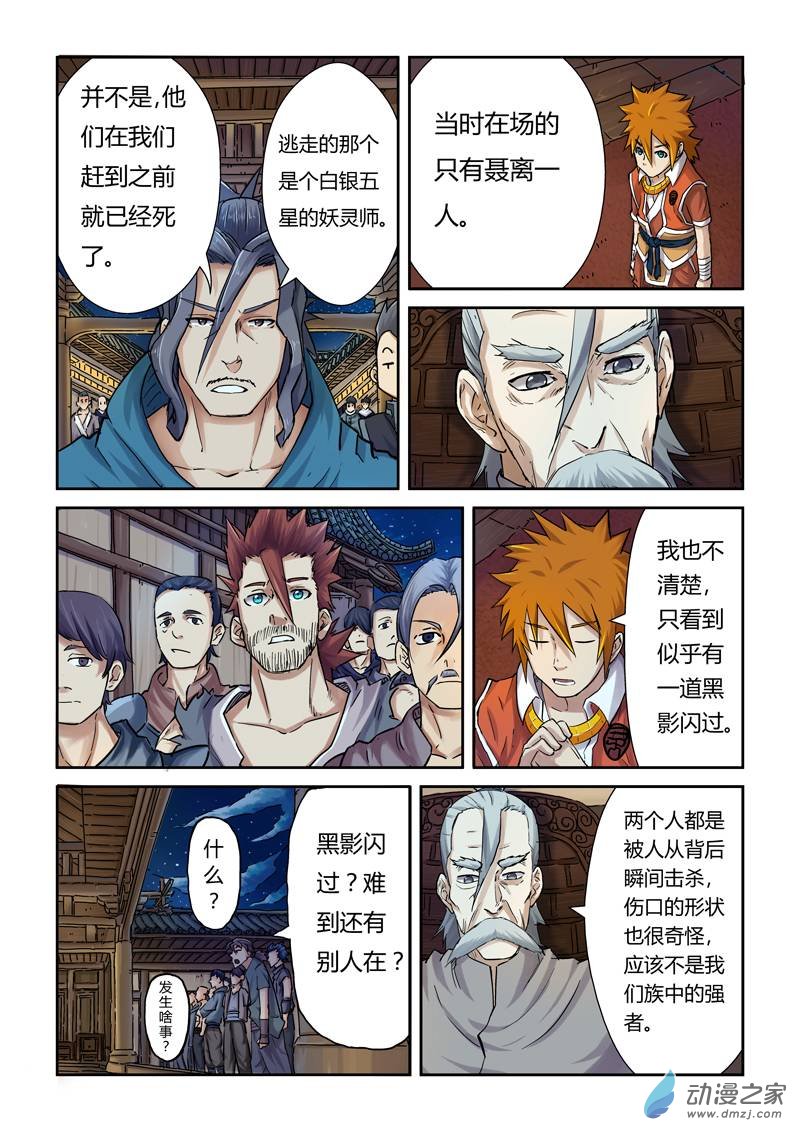 并不是，他
们在我们
赶到之前
就已经死
了。
逃走的那个
是个白银五
星的妖灵师。
当时在场的
只有聂离一
人。
我也不
清楚，
只看到
似乎有
一道黑
影闪过。
什么？
发生啥事？
黑影闪
过？难
到还有
别人在？
两个人都是
被人从背后
瞬间击杀，
伤口的形状
也很奇怪，
应该不是我
们族中的强
者。
动漫之家
www.dmzj.com